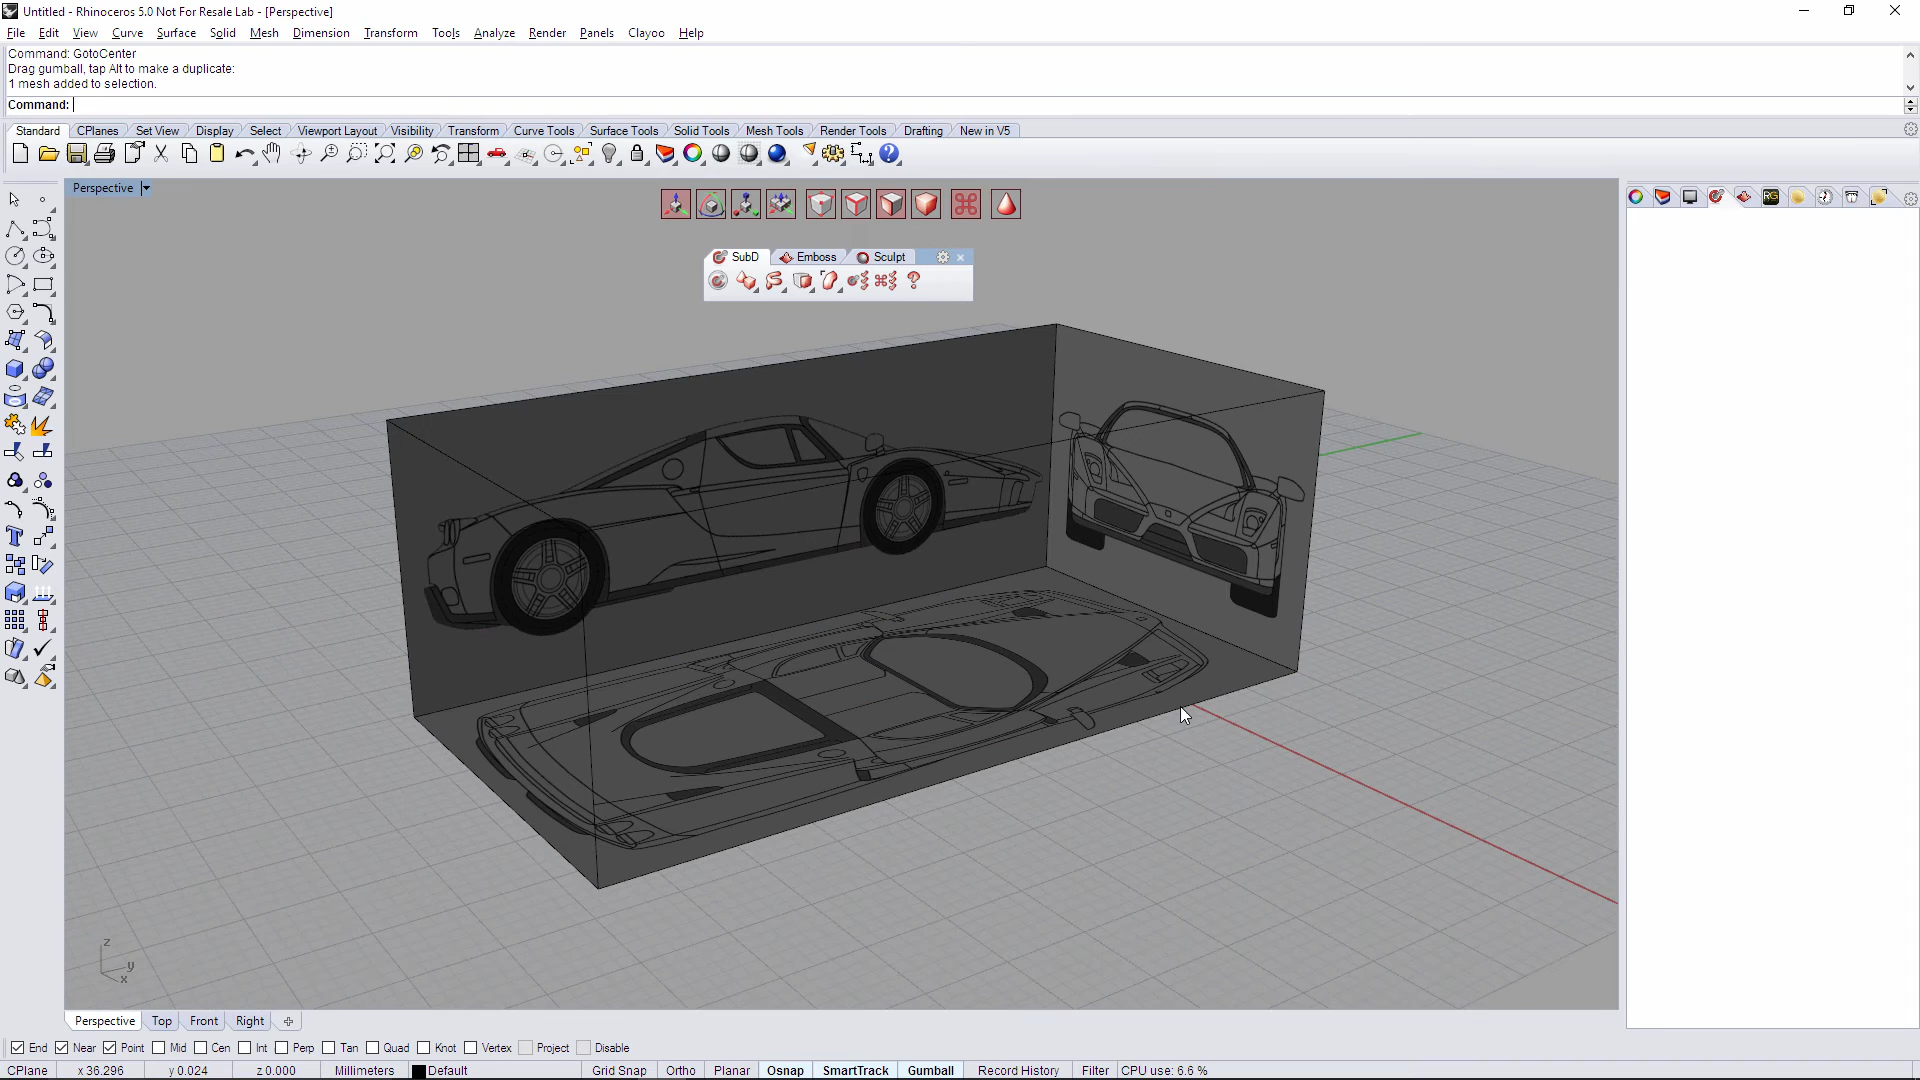 Untitled - Rhinoceros 5.0 Not For Resale Lab - [Perspective]
File Edit View Curve Surface Solid Mesh Dimension Transform Tools Analyze Render Panels Clayoo Help
Command: GotoCenter
Drag gumball, tap Alt to make a duplicate:
1 mesh added to selection.
Command:
Standard CPlanes Set View Display Select Viewport Layout Visibility Transform Curve Tools Surface Tools Solid Tools Mesh Tools Render Tools Drafting New in V5
Perspective
RG
SubD Emboss Sculpt
z
y
x
Perspective Top Front Right
End Near Point Mid Cen Int Perp Tan Quad Knot Vertex Project Disable
CPlane x 36.296 y 0.024 z 0.000 Millimeters Default Grid Snap Ortho Planar Osnap SmartTrack Gumball Record History Filter CPU use: 6.6 %